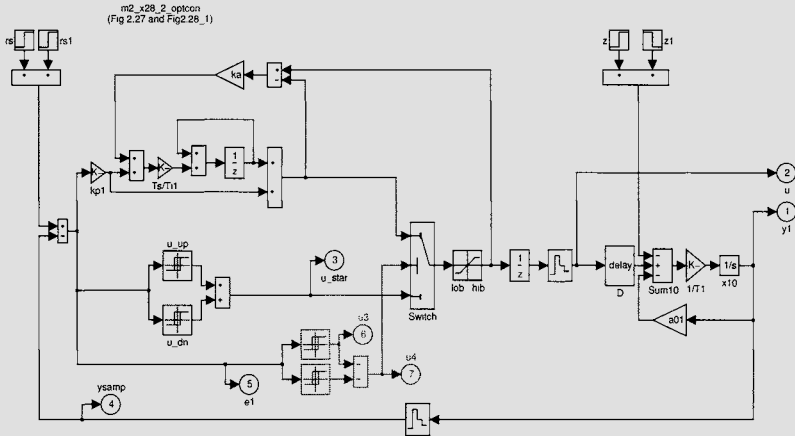 m2_x28_2_optcon
(Fig 2.27 and Fig2.28_1)
rs
rs1
z
z1
ka
K
kp1
K
Ts/Ti1
1
z
2
u
1
y1
u_up
u_dn
3
u_star
Switch
lob hib
1
z
delay
D
Sum10
K
1/T1
1/s
x10
a01
u3
6
u4
7
5
e1
ysamp
4